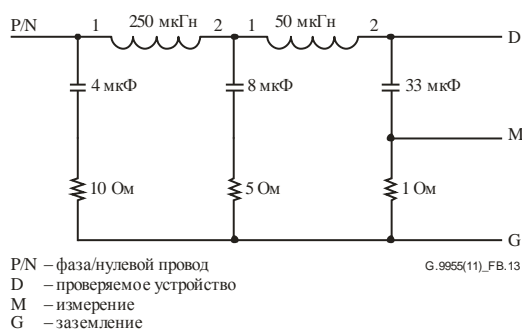 P/N 1 250 мкГн 2 1 50 мкГн 2 D
4 мкФ 8 мкФ 33 мкФ
M
10 Ом 5 Ом 1 Ом
G
P/N – фаза/нулевой провод G.9955(11)_FB.13
D – проверяемое устройство
M – измерение
G – заземление